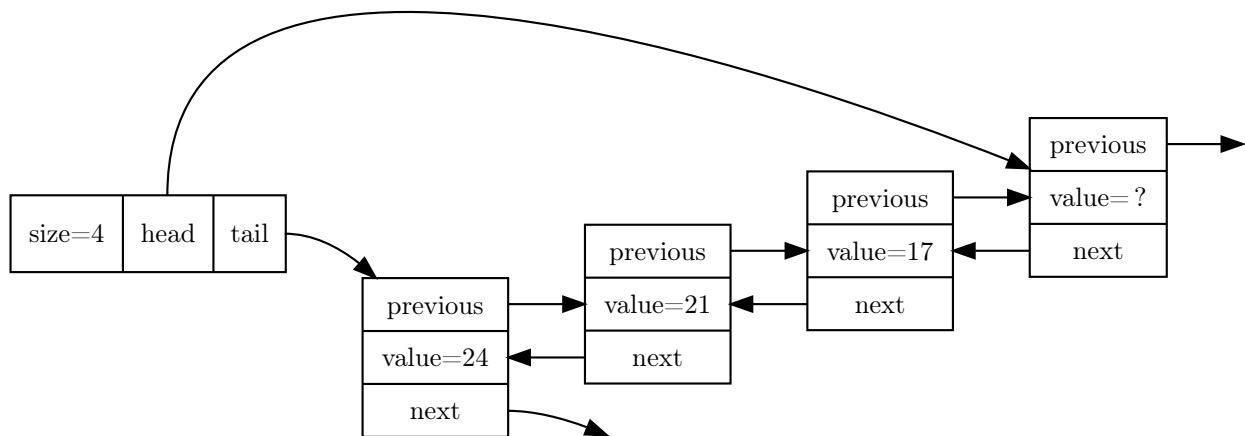 size=4 head tail
previous
value=24
next
previous
value=21
next
previous
value=17
next
previous
value= ?
next